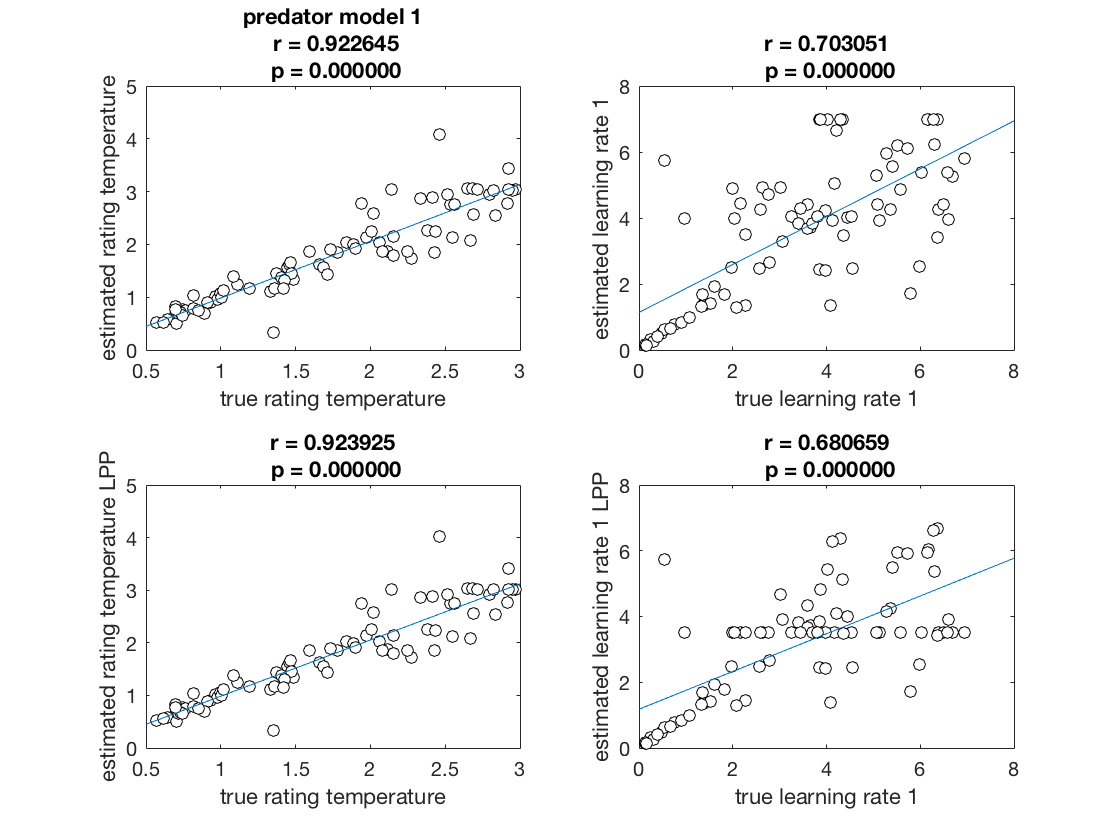 predator model 1
r = 0.922645
p = 0.000000
estimated rating temperature
5
4
3
2
1
0
0.5 1 1.5 2 2.5 3
true rating temperature
r = 0.703051
p = 0.000000
estimated learning rate 1
8
6
4
2
0
0 2 4 6 8
true learning rate 1
r = 0.923925
p = 0.000000
estimated rating temperature LPP
5
4
3
2
1
0
0.5 1 1.5 2 2.5 3
true rating temperature
r = 0.680659
p = 0.000000
estimated learning rate 1 LPP
8
6
4
2
0
0 2 4 6 8
true learning rate 1